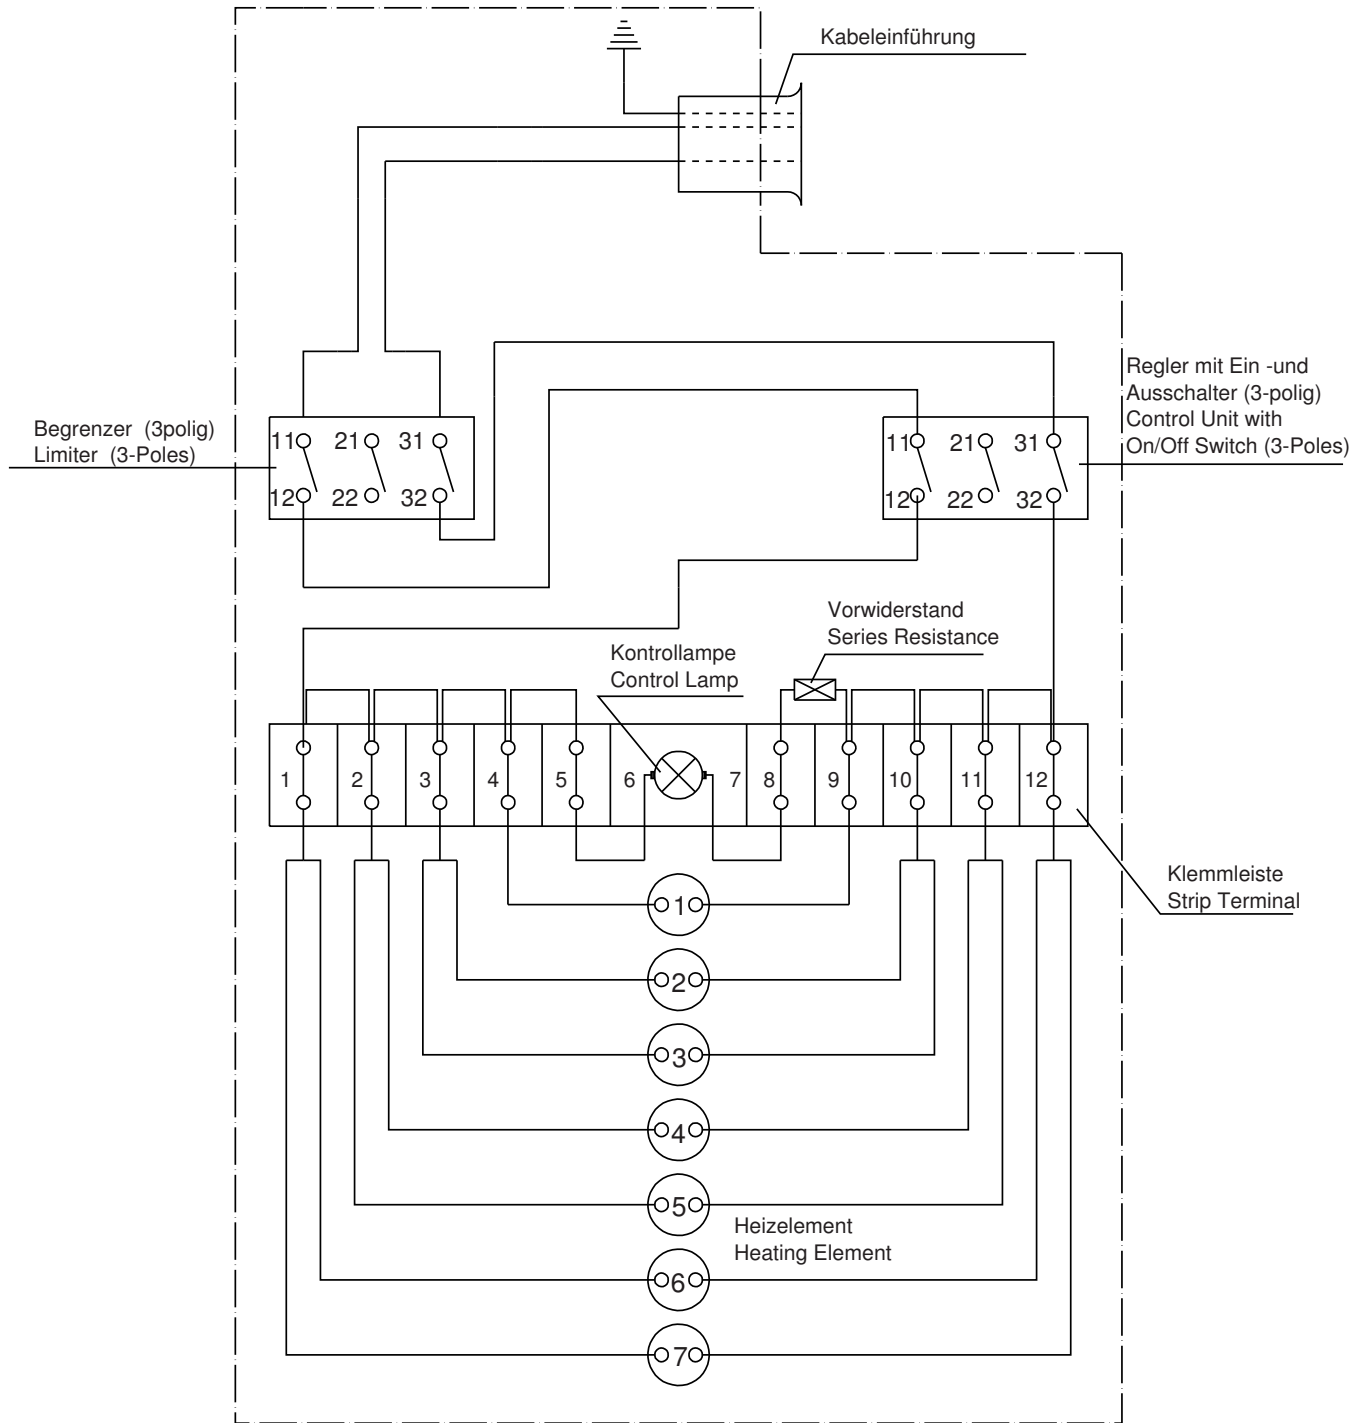 Kabeleinführung
Regler mit Ein -und
Ausschalter (3-polig)
Control Unit with
On/Off Switch (3-Poles)
Begrenzer (3polig)
Limiter (3-Poles)
11 21 31
12 22 32
11 21 31
12 22 32
Vorwiderstand
Series Resistance
Kontrollampe
Control Lamp
1 2 3 4 5 6 7 8 9 10 11 12
Klemmleiste
Strip Terminal
1
2
3
4
5
Heizelement
Heating Element
6
7